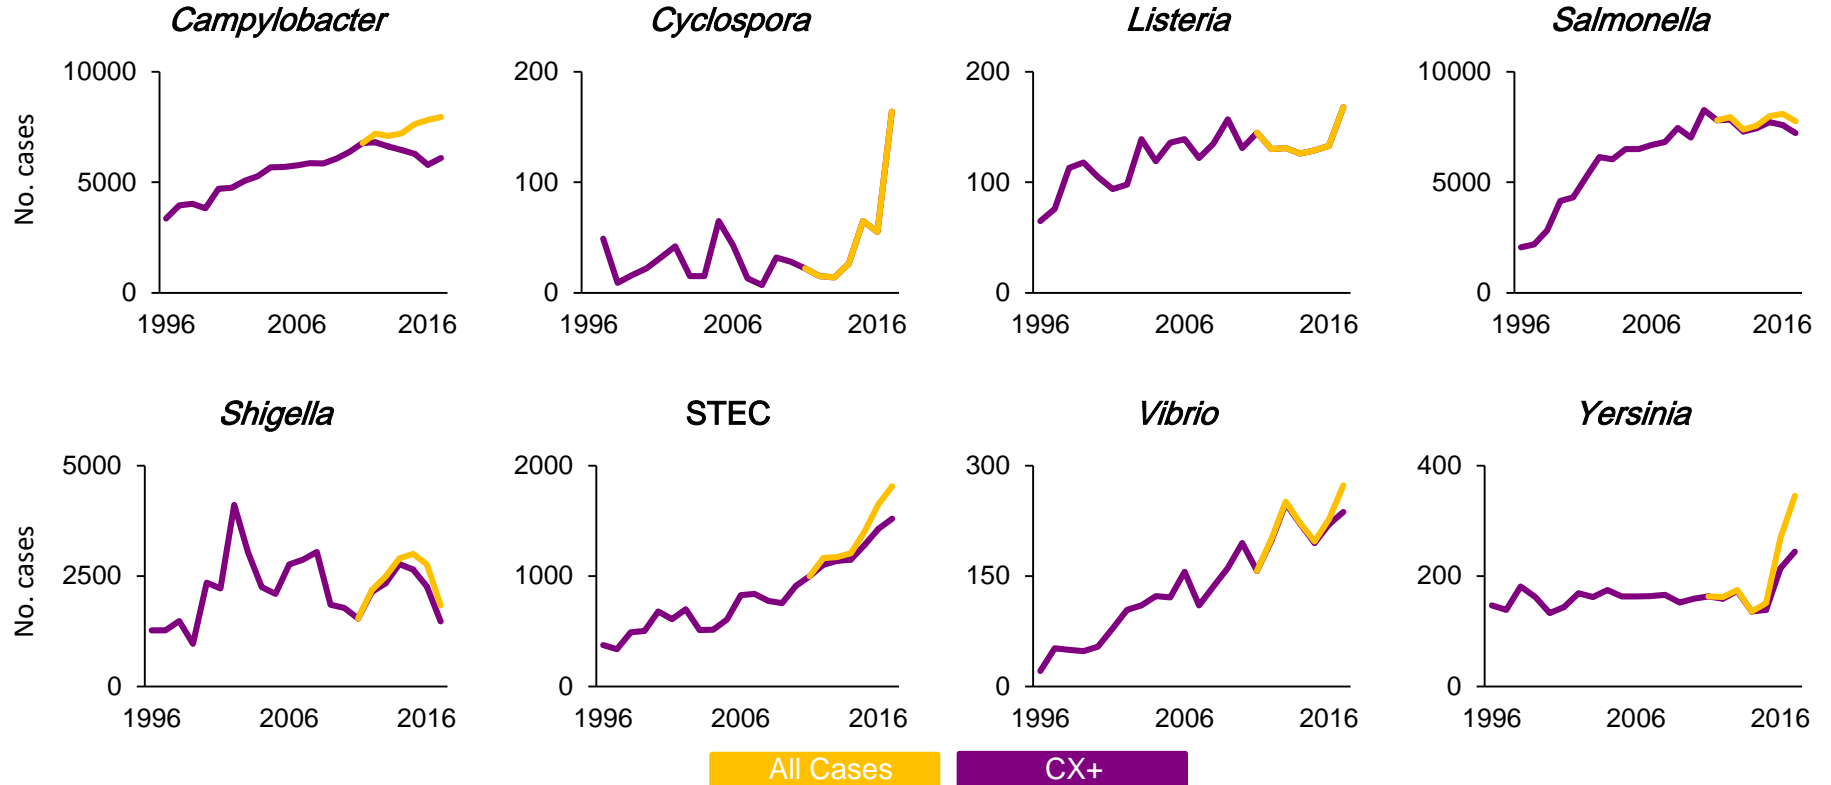 Campylobacter
Cyclospora
Listeria
Salmonella
No. cases
10000
5000
0
1996 2006 2016
200
100
0
1996 2006 2016
200
100
0
1996 2006 2016
10000
5000
0
1996 2006 2016
Shigella
STEC
Vibrio
Yersinia
No. cases
5000
2500
0
1996 2006 2016
2000
1000
0
1996 2006 2016
300
150
0
1996 2006 2016
400
200
0
1996 2006 2016
All Cases
CX+